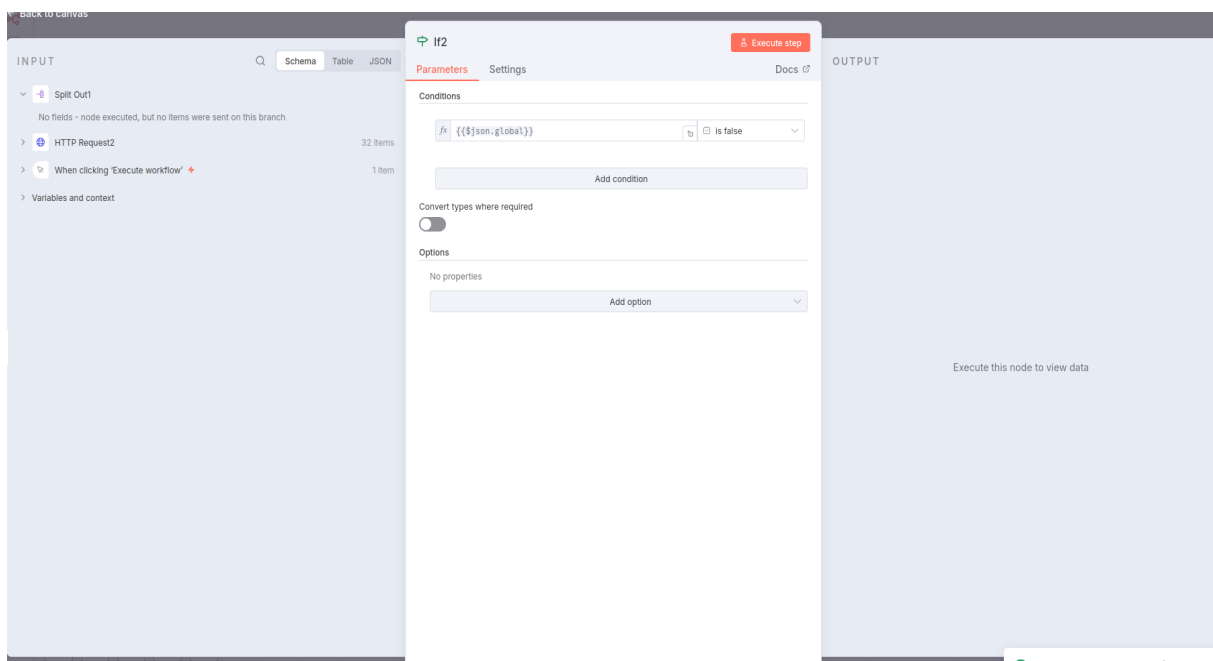 Back to canvas
If2
Execute step
INPUT
Schema Table JSON
Parameters Settings
Docs
OUTPUT
Split Out1
No fields - node executed, but no items were sent on this branch
HTTP Request2
32 items
When clicking 'Execute workflow'
1 item
Variables and context
Conditions
fx {{$json.global}}
is false
Add condition
Convert types where required
Options
No properties
Add option
Execute this node to view data